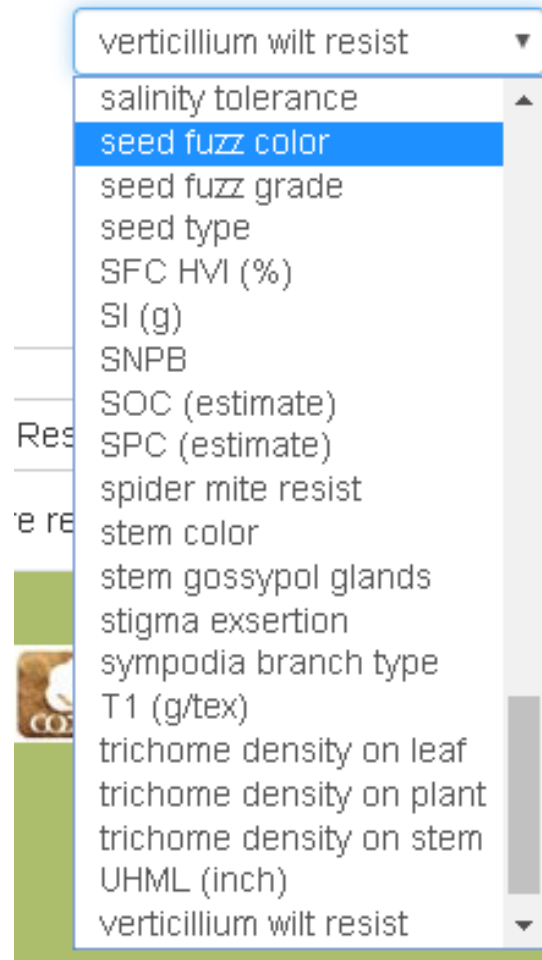 verticillium wilt resist
salinity tolerance
seed fuzz color
seed fuzz grade
seed type
SFC HVI (%)
SI (g)
SNPB
SOC (estimate)
Res
SPC (estimate)
spider mite resist
e re
stem color
stem gossypol glands
stigma exsertion
sympodia branch type
T1 (g/tex)
trichome density on leaf
trichome density on plant
trichome density on stem
UHML (inch)
verticillium wilt resist